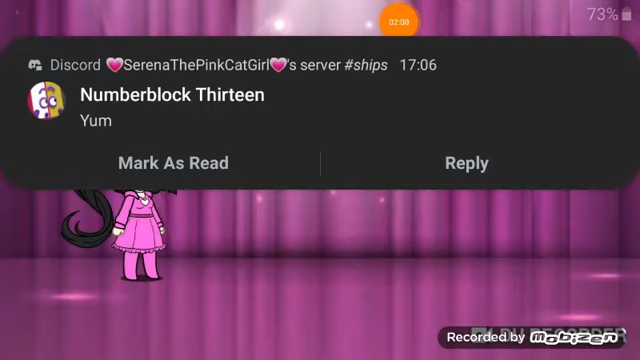 02:00
73%
Discord 💗SerenaThePinkCatGirl💗's server #ships 17:06
Numberblock Thirteen
Yum
Mark As Read
Reply
Recorded by MOBIZEN